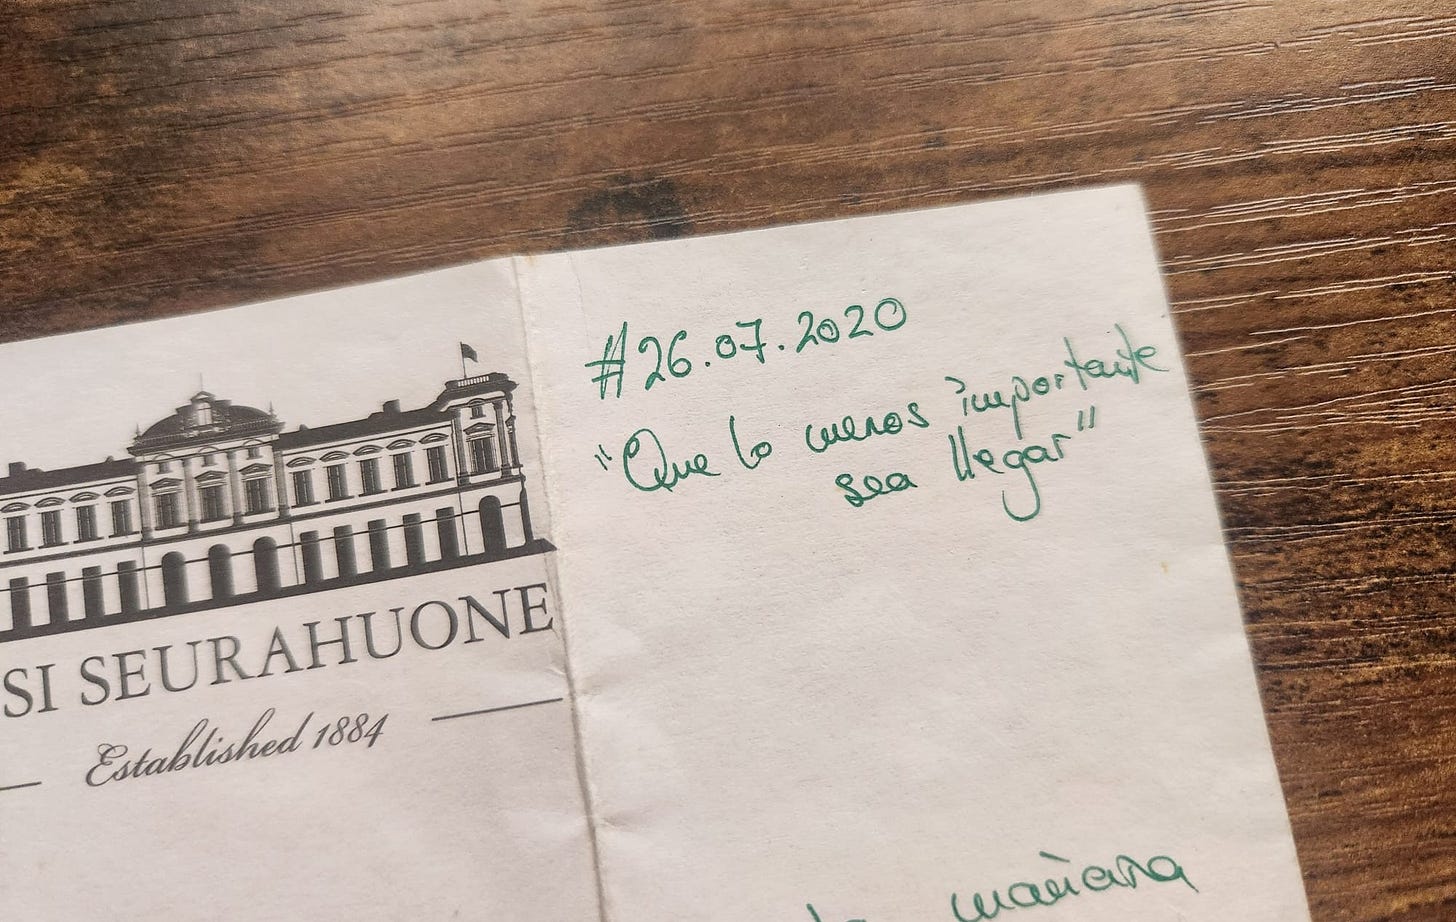 SI SEURAHUONE
Established 1884
#26.07.2020
"Que lo menos importante
sea llegar"
mañana